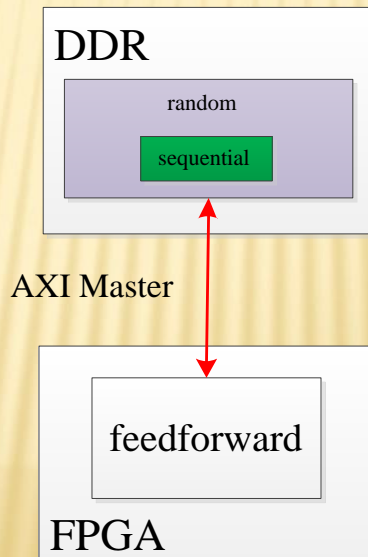 DDR
random
sequential
AXI Master
feedforward
FPGA